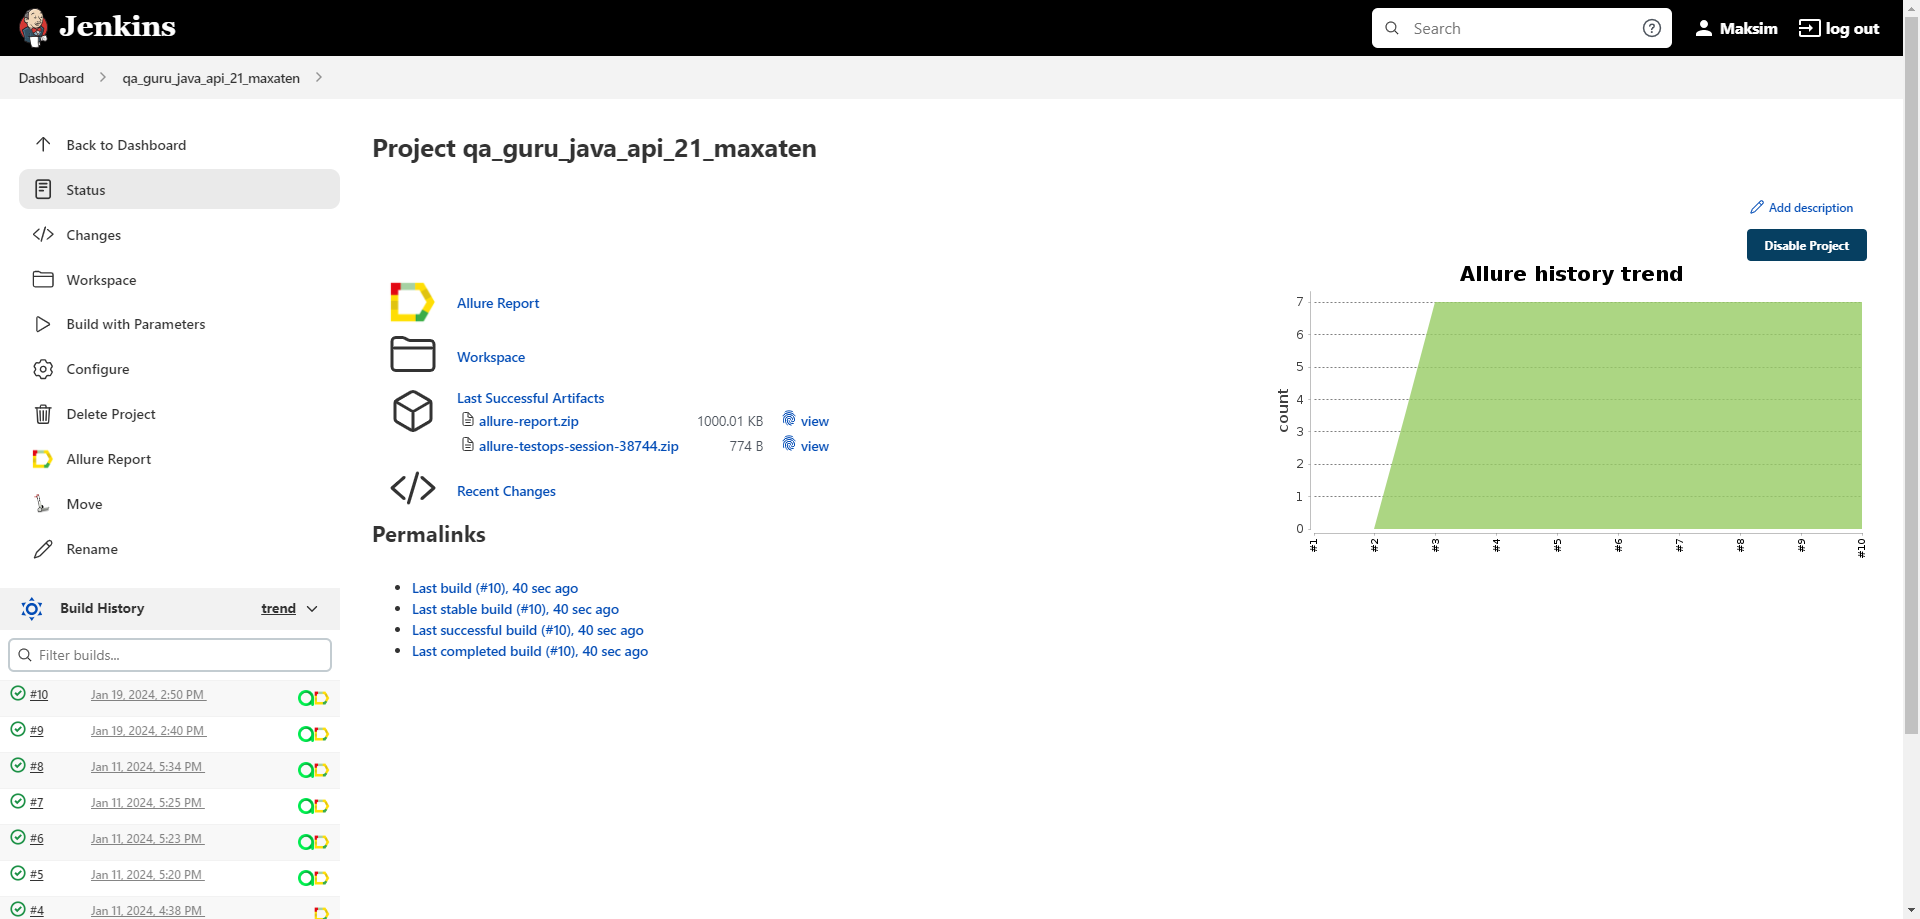 Jenkins
Search
Maksim
log out
Dashboard
qa_guru_java_api_21_maxaten
Back to Dashboard
Status
Changes
Workspace
Build with Parameters
Configure
Delete Project
Allure Report
Move
Rename
Build History
trend
Filter builds...
#10 Jan 19, 2024, 2:50 PM
#9 Jan 19, 2024, 2:40 PM
#8 Jan 11, 2024, 5:34 PM
#7 Jan 11, 2024, 5:25 PM
#6 Jan 11, 2024, 5:23 PM
#5 Jan 11, 2024, 5:20 PM
#4 Jan 11, 2024, 4:38 PM
Project qa_guru_java_api_21_maxaten
Add description
Disable Project
Allure Report
Workspace
Last Successful Artifacts
allure-report.zip 1000.01 KB view
allure-testops-session-38744.zip 774 B view
Recent Changes
Permalinks
Last build (#10), 40 sec ago
Last stable build (#10), 40 sec ago
Last successful build (#10), 40 sec ago
Last completed build (#10), 40 sec ago
Allure history trend
count
7
6
5
4
3
2
1
0
#1 #2 #3 #4 #5 #6 #7 #8 #9 #10